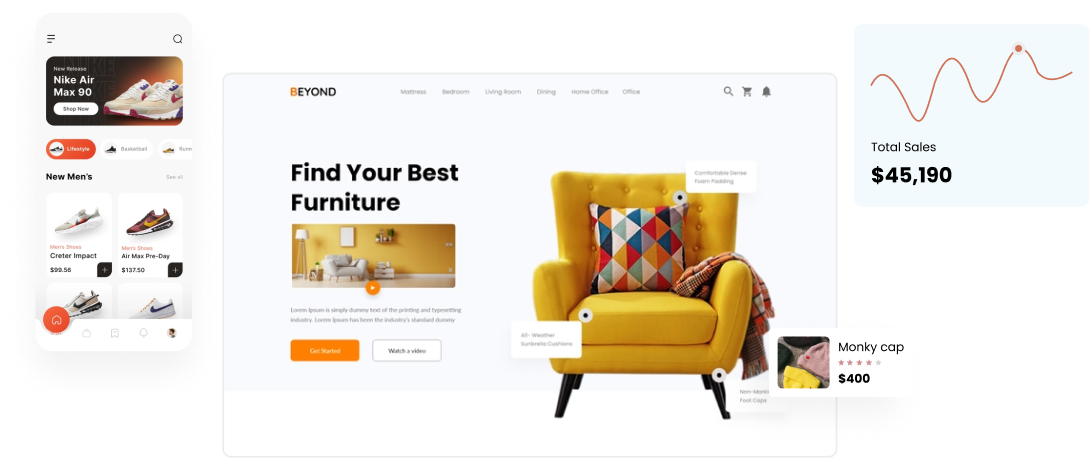 New Release
Nike Air
Max 90
Shop Now
Lifestyle
Basketball
New Men's
See all
Men's Shoes
Creter Impact
$99.56
Men's Shoes
Air Max Pre-Day
$137.50
BEYOND
Mattress
Bedroom
Living Room
Dining
Home Office
Office
Find Your Best
Furniture
Lorem Ipsum is simply dummy text of the printing and typesetting
industry. Lorem Ipsum has been the industry's standard dummy
Get Started
Watch a video
Comfortable Dense
Foam Padding
All- Weather
Sunbrella Cushions
Foot Caps
Total Sales
$45,190
Monky cap
$400